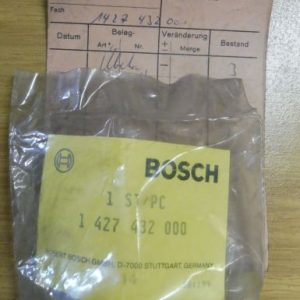 Fach
1427 432 00
Datum
Beleg-
Veränderung
Bestand
Art Nr.
+
- Menge
- 3
BOSCH
1 ST/PC
1 427 432 000
ROBERT BOSCH GMBH, D-7000 STUTTGART, GERMANY